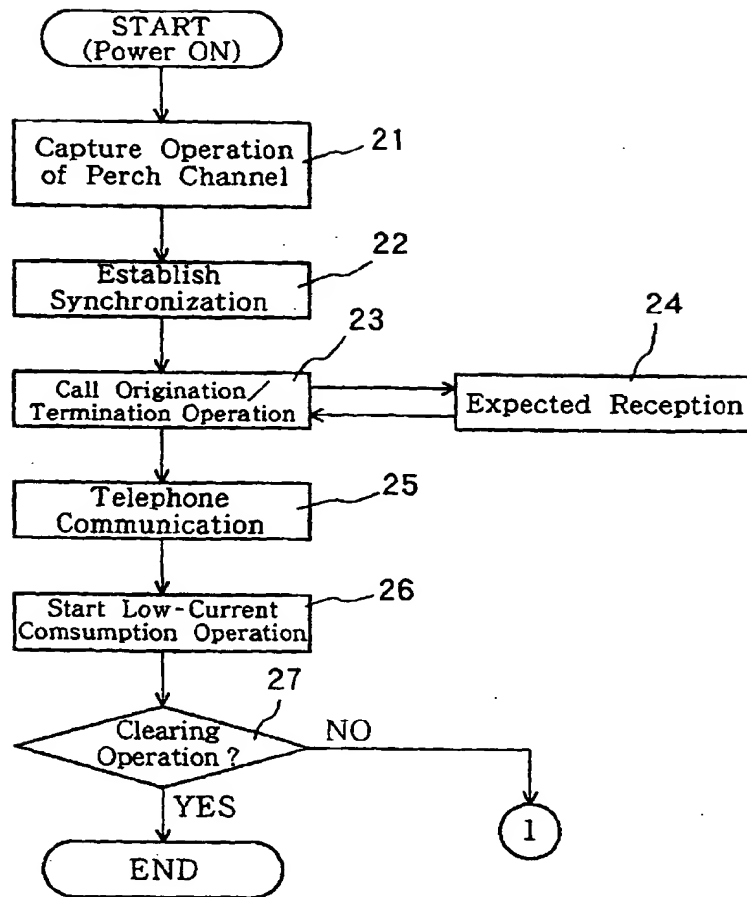 START
(Power ON)
21
Capture Operation
of Perch Channel
22
Establish
Synchronization
23
Call Origination/
Termination Operation
24
Expected Reception
25
Telephone
Communication
26
Start Low-Current
Comsumption Operation
27
Clearing
Operation?
NO
YES
1
END